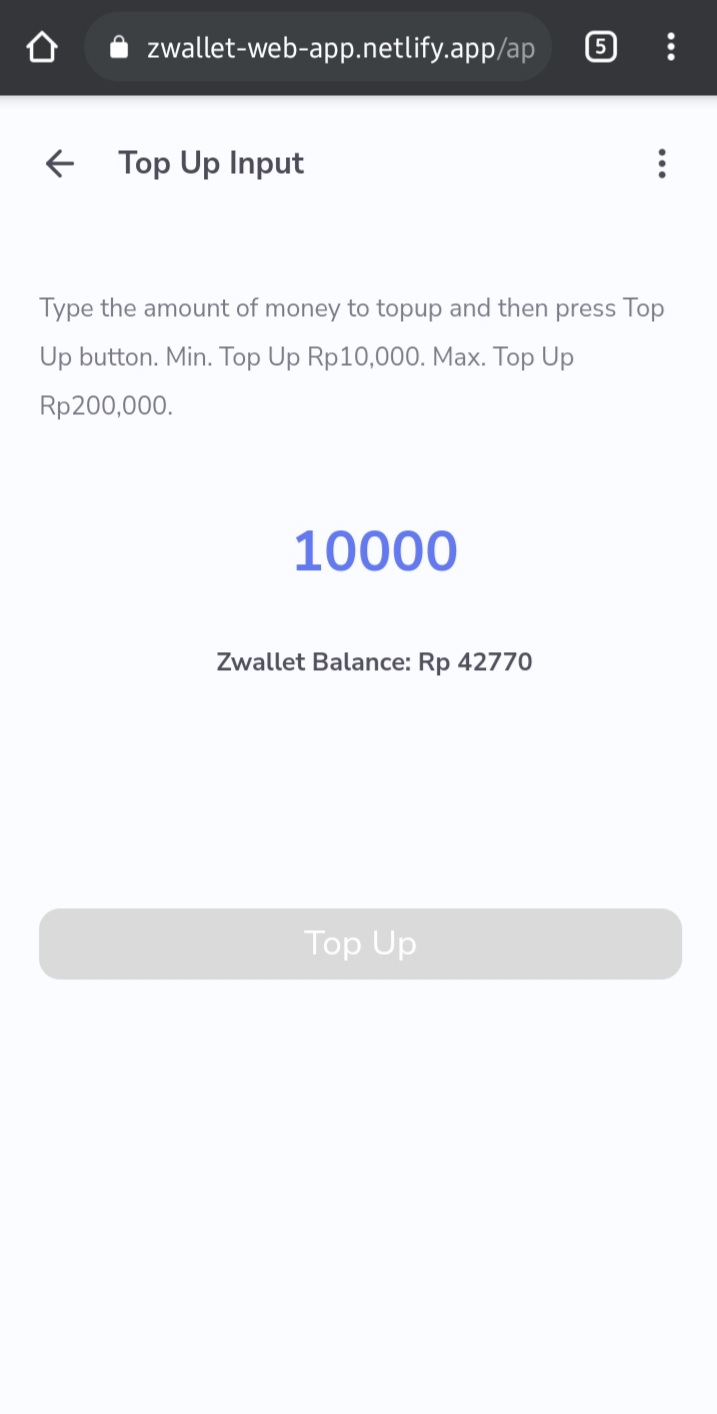 zwallet-web-app.netlify.app/ap
5
Top Up Input
Type the amount of money to topup and then press Top
Up button. Min. Top Up Rp10,000. Max. Top Up
Rp200,000.
10000
Zwallet Balance: Rp 42770
Top Up